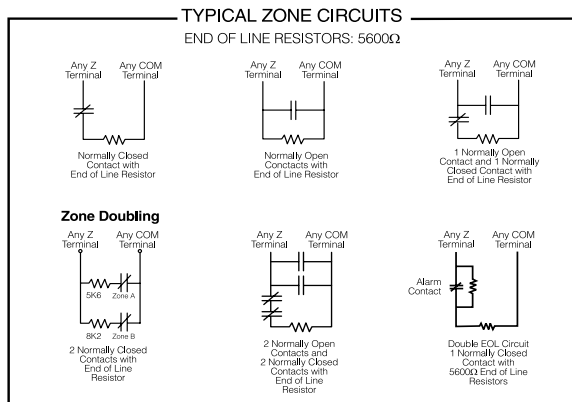 TYPICAL ZONE CIRCUITS
END OF LINE RESISTORS: 5600Ω
Any Z Terminal
Any COM Terminal
Normally Closed
Contact with
End of Line Resistor
Any Z Terminal
Any COM Terminal
Normally Open
Conctacts with
End of Line Resistor
Any Z Terminal
Any COM Terminal
1 Normally Open
Contact and 1 Normally
Closed Contact with
End of Line Resistor
Zone Doubling
Any Z Terminal
Any COM Terminal
5K6
Zone A
8K2
Zone B
2 Normally Closed
Contacts with
End of Line
Resistor
Any Z Terminal
Any COM Terminal
2 Normally Open
Contacts and
2 Normally Closed
Contacts with
End of Line
Resistor
Any Z Terminal
Any COM Terminal
Alarm
Contact
Double EOL Circuit
1 Normally Closed
Contact with
5600Ω End of Line
Resistors